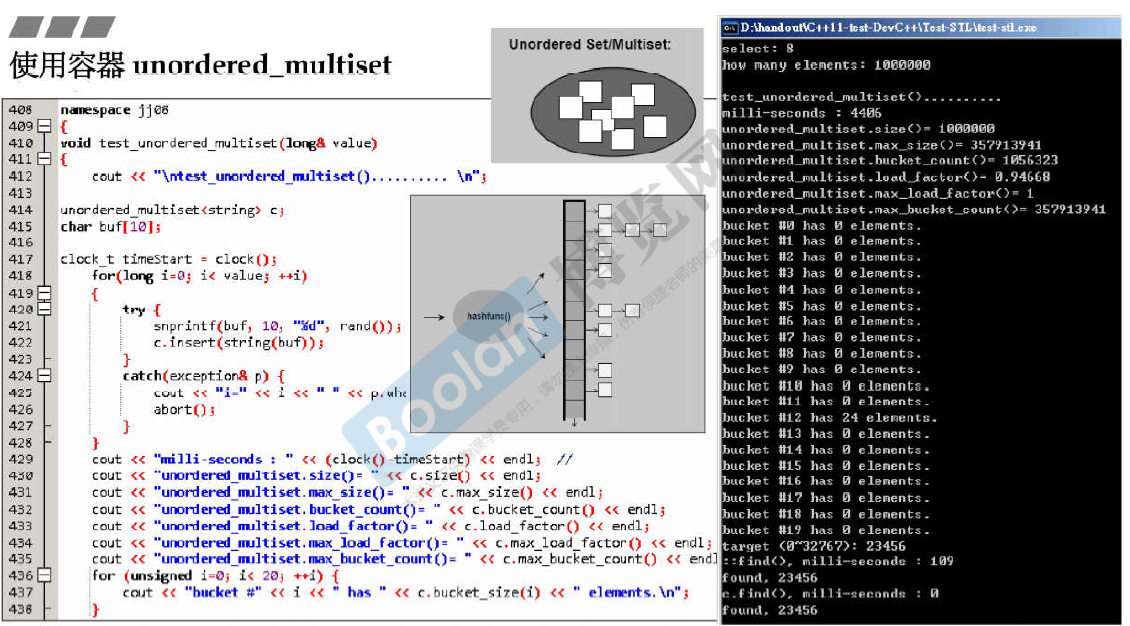 使用容器 unordered_multiset
Unordered Set/Multiset:
408 namespace jj08
409 {
410 void test_unordered_multiset(long& value)
411 {
412 cout << "\ntest_unordered_multiset().......... \n";
413
414 unordered_multiset<string> c;
415 char buf[10];
416
417 clock_t timeStart = clock();
418 for(long i=0; i< value; ++i)
419 {
420 try {
421 snprintf(buf, 10, "%d", rand());
422 c.insert(string(buf));
423 }
424 catch(exception& p) {
425 cout << "i=" << i << " " << p.wha
426 abort();
427 }
428 }
429 cout << "milli-seconds : " << (clock()-timeStart) << endl; //
430 cout << "unordered_multiset.size()= " << c.size() << endl;
431 cout << "unordered_multiset.max_size()= " << c.max_size() << endl;
432 cout << "unordered_multiset.bucket_count()= " << c.bucket_count() << endl;
433 cout << "unordered_multiset.load_factor()= " << c.load_factor() << endl;
434 cout << "unordered_multiset.max_load_factor()= " << c.max_load_factor() << endl;
435 cout << "unordered_multiset.max_bucket_count()= " << c.max_bucket_count() << endl
436 for (unsigned i=0; i< 20; ++i) {
437 cout << "bucket #" << i << " has " << c.bucket_size(i) << " elements.\n";
438 }
hashfunc()
Boolan
博览网
D:\handout\C++11-test-DevC++\Test-STL\test-stl.exe
select: 8
how many elements: 1000000
test_unordered_multiset()..........
milli-seconds : 4406
unordered_multiset.size()= 1000000
unordered_multiset.max_size()= 357913941
unordered_multiset.bucket_count()= 1056323
unordered_multiset.load_factor()= 0.94668
unordered_multiset.max_load_factor()= 1
unordered_multiset.max_bucket_count()= 357913941
bucket #0 has 0 elements.
bucket #1 has 0 elements.
bucket #2 has 0 elements.
bucket #3 has 0 elements.
bucket #4 has 0 elements.
bucket #5 has 0 elements.
bucket #6 has 0 elements.
bucket #7 has 0 elements.
bucket #8 has 0 elements.
bucket #9 has 0 elements.
bucket #10 has 0 elements.
bucket #11 has 0 elements.
bucket #12 has 24 elements.
bucket #13 has 0 elements.
bucket #14 has 0 elements.
bucket #15 has 0 elements.
bucket #16 has 0 elements.
bucket #17 has 0 elements.
bucket #18 has 0 elements.
bucket #19 has 0 elements.
target (0~32767): 23456
::find(), milli-seconds : 109
found, 23456
c.find(), milli-seconds : 0
found, 23456